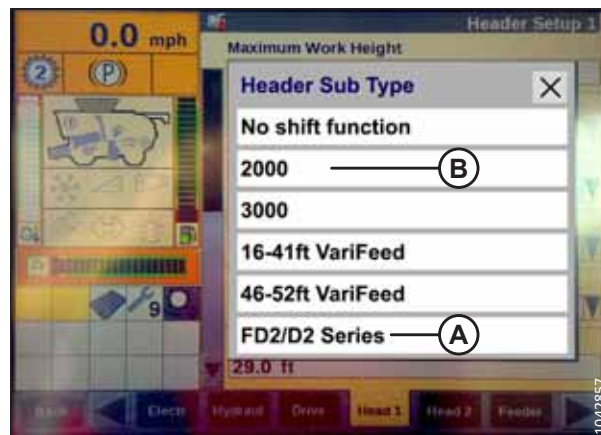 0.0 mph
Header Setup 1
Maximum Work Height
2
(P)
Header Sub Type
No shift function
2000
B
3000
16-41ft VariFeed
46-52ft VariFeed
FD2/D2 Series
A
9
29.0 ft
Back
Electr
Hydraul
Drive
Head 1
Head 2
Feeder
1042857